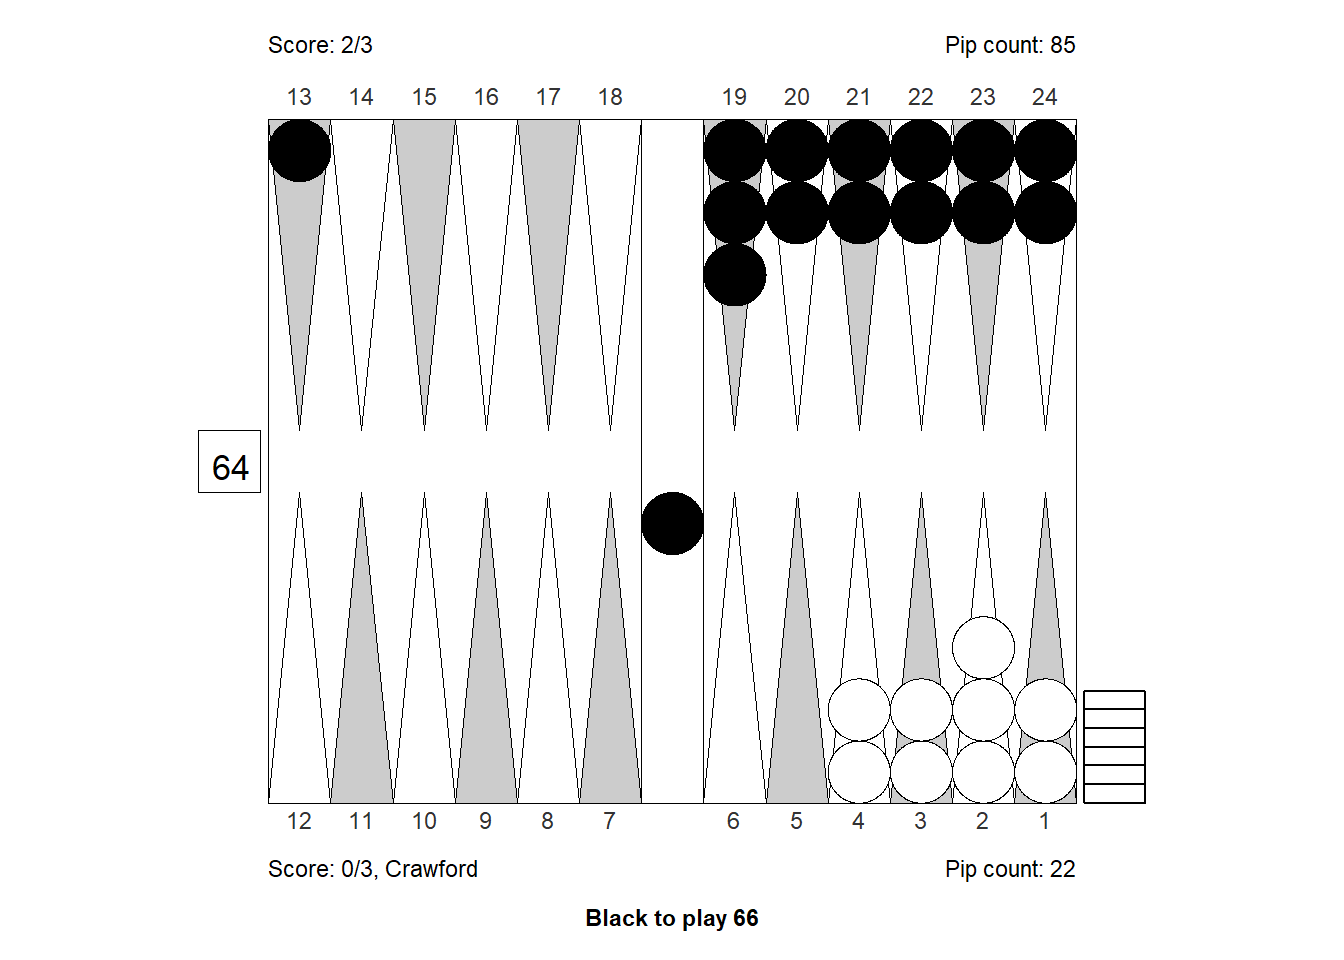 Score: 2/3 Pip count: 85
13 14 15 16 17 18 19 20 21 22 23 24
64
12 11 10 9 8 7 6 5 4 3 2 1
Score: 0/3, Crawford Pip count: 22
Black to play 66